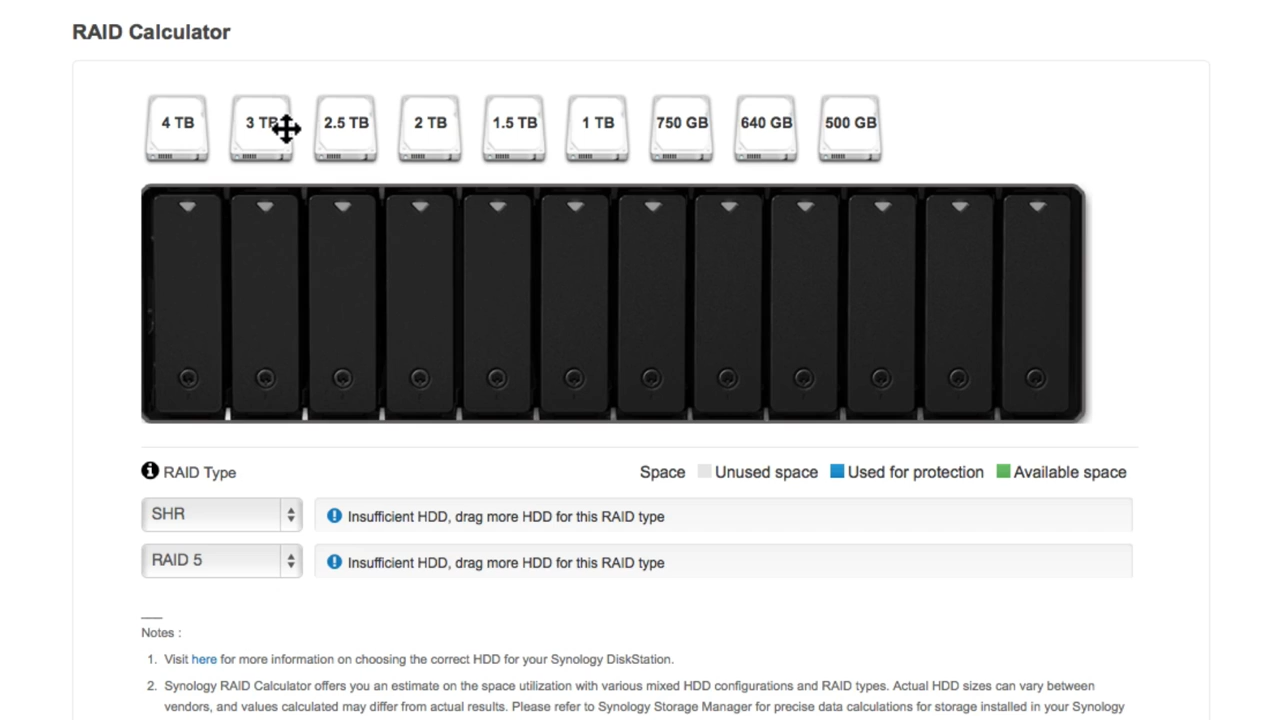 RAID Calculator
4 TB 3 TB 2.5 TB 2 TB 1.5 TB 1 TB 750 GB 640 GB 500 GB
RAID Type Space Unused space Used for protection Available space
SHR Insufficient HDD, drag more HDD for this RAID type
RAID 5 Insufficient HDD, drag more HDD for this RAID type
Notes :
1. Visit here for more information on choosing the correct HDD for your Synology DiskStation.
2. Synology RAID Calculator offers you an estimate on the space utilization with various mixed HDD configurations and RAID types. Actual HDD sizes can vary between
vendors, and values calculated may differ from actual results. Please refer to Synology Storage Manager for precise data calculations for storage installed in your Synology